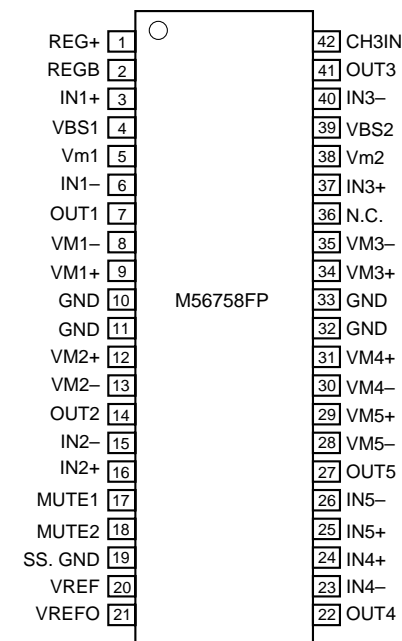 REG+ 1 42 CH3IN
REGB 2 41 OUT3
IN1+ 3 40 IN3–
VBS1 4 39 VBS2
Vm1 5 38 Vm2
IN1– 6 37 IN3+
OUT1 7 36 N.C.
VM1– 8 35 VM3–
VM1+ 9 34 VM3+
GND 10 M56758FP 33 GND
GND 11 32 GND
VM2+ 12 31 VM4+
VM2– 13 30 VM4–
OUT2 14 29 VM5+
IN2– 15 28 VM5–
IN2+ 16 27 OUT5
MUTE1 17 26 IN5–
MUTE2 18 25 IN5+
SS. GND 19 24 IN4+
VREF 20 23 IN4–
VREFO 21 22 OUT4